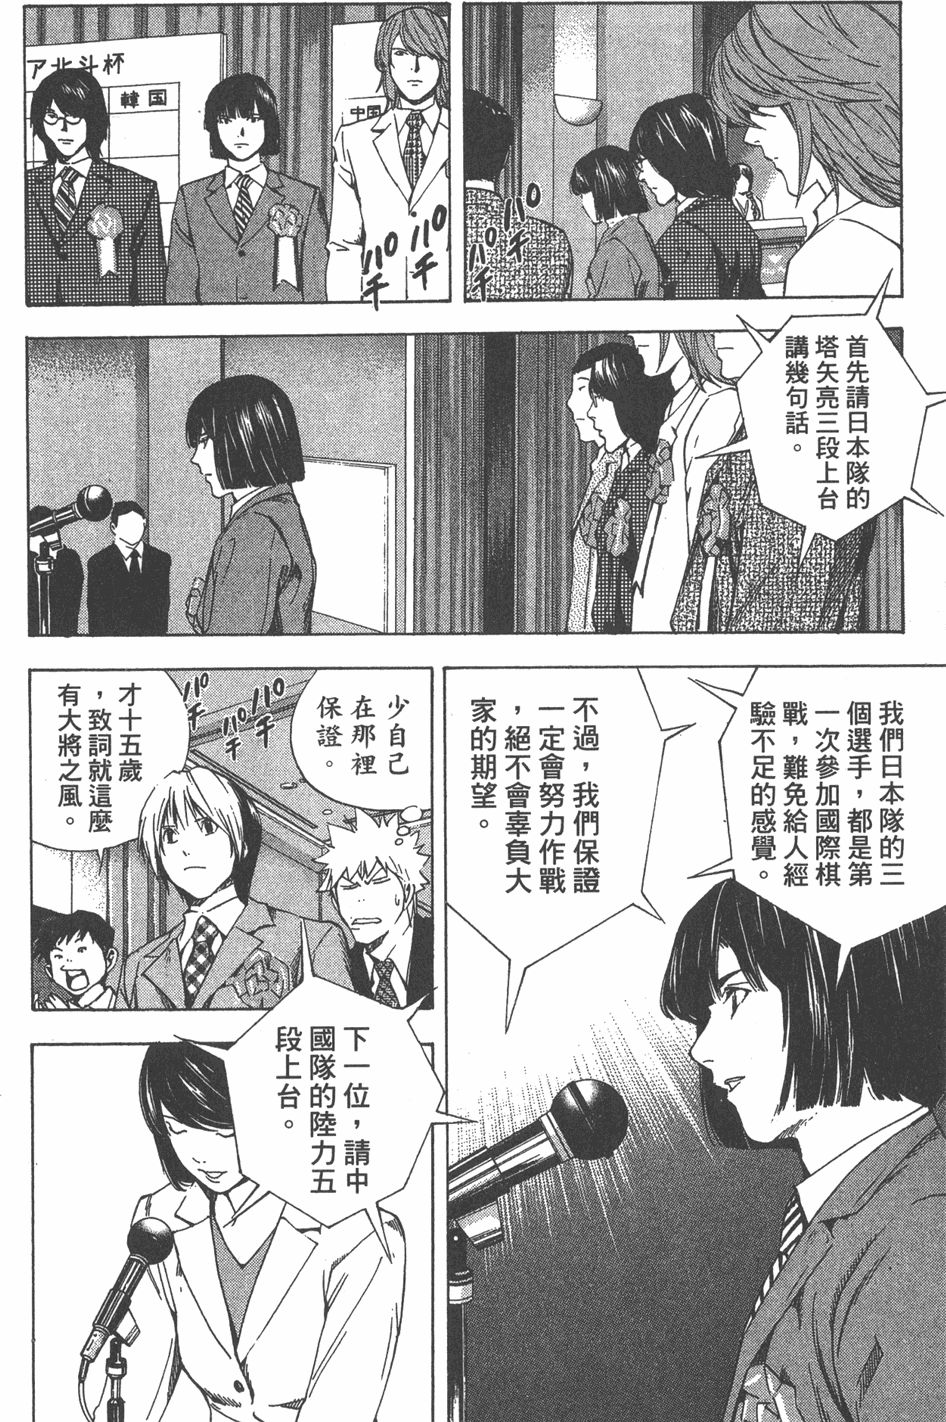 ア北斗杯
韓国
中国
パチ
パチ
パチ
パチ
首先請日本隊的
塔矢亮三段上台
講幾句話。
我們日本隊的三
個選手，都是第
一次參加國際棋
戰，難免給人經
驗不足的感覺。
不過，我們保證
一定會努力作戰
，絕不會辜負大
家的期望。
少自己
在那裡
保證。
パチ
パチ
パチ
才十五歲
，致詞就這麼
有大將之風。
下一位，請中
國隊的陸力五
段上台。